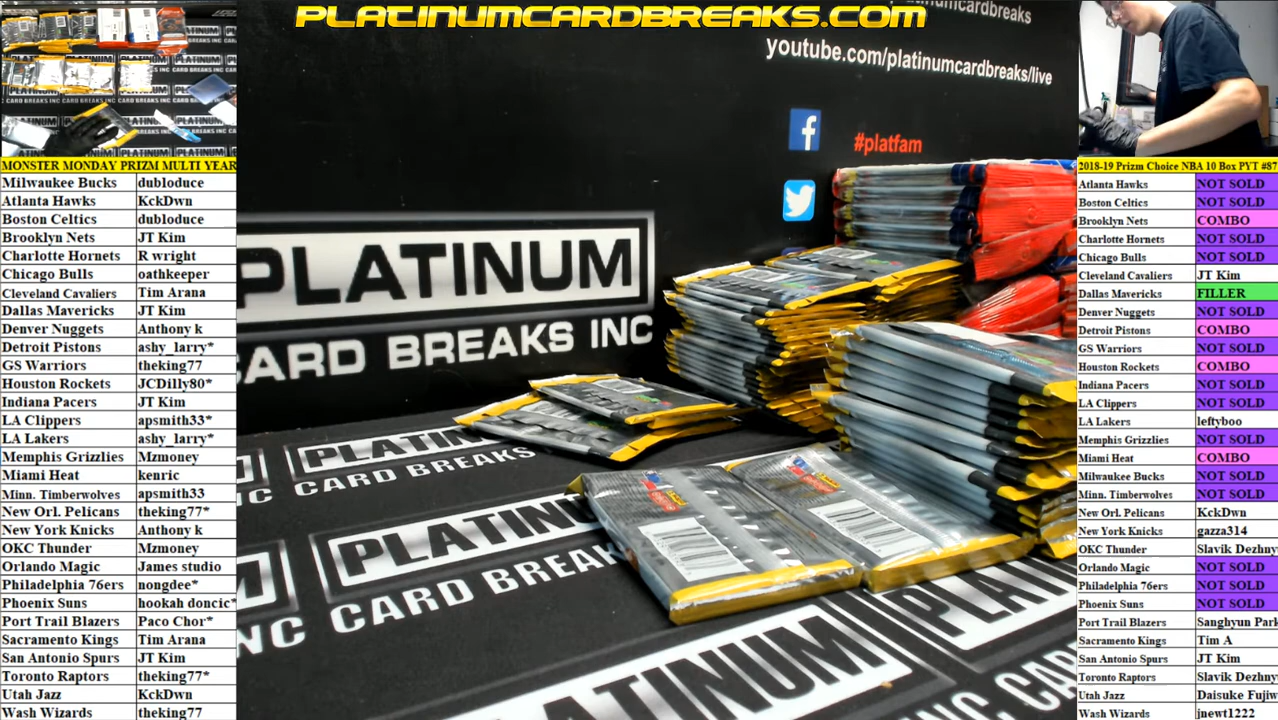 PLATINUMCARDBREAKS.COM
youtube.com/platinumcardbreaks/live
#platfam
PLATINUM
CARD BREAKS INC
MONSTER MONDAY PRIZM MULTI YEAR
Milwaukee Bucks dubloduce
Atlanta Hawks KckDwn
Boston Celtics dubloduce
Brooklyn Nets JT Kim
Charlotte Hornets R wright
Chicago Bulls oathkeeper
Cleveland Cavaliers Tim Arana
Dallas Mavericks JT Kim
Denver Nuggets Anthony k
Detroit Pistons ashy_larry*
GS Warriors theking77
Houston Rockets JCDilly80*
Indiana Pacers JT Kim
LA Clippers apsmith33*
LA Lakers ashy_larry*
Memphis Grizzlies Mzmoney
Miami Heat kenric
Minn. Timberwolves apsmith33
New Orl. Pelicans theking77*
New York Knicks Anthony k
OKC Thunder Mzmoney
Orlando Magic James studio
Philadelphia 76ers nongdee*
Phoenix Suns hookah doncic*
Port Trail Blazers Paco Char*
Sacramento Kings Tim Arana
San Antonio Spurs JT Kim
Toronto Raptors theking77*
Utah Jazz KckDwn
Wash Wizards theking77
2018-19 Prizm Choice NBA 10 Box PYT #87
Atlanta Hawks NOT SOLD
Boston Celtics NOT SOLD
Brooklyn Nets COMBO
Charlotte Hornets NOT SOLD
Chicago Bulls NOT SOLD
Cleveland Cavaliers JT Kim
Dallas Mavericks FILLER
Denver Nuggets NOT SOLD
Detroit Pistons COMBO
GS Warriors NOT SOLD
Houston Rockets COMBO
Indiana Pacers NOT SOLD
LA Clippers NOT SOLD
LA Lakers leftyboo
Memphis Grizzlies NOT SOLD
Miami Heat COMBO
Milwaukee Bucks NOT SOLD
Minn. Timberwolves NOT SOLD
New Orl. Pelicans KckDwn
New York Knicks gazza314
OKC Thunder Slavik Dezhny
Orlando Magic NOT SOLD
Philadelphia 76ers NOT SOLD
Phoenix Suns NOT SOLD
Port Trail Blazers Sanghyun Park
Sacramento Kings Tim A
San Antonio Spurs JT Kim
Toronto Raptors Slavik Dezhny
Utah Jazz Daisuke Fujiw
Wash Wizards jnewt1222
PLATINUM
CARD BREAKS
PLATINUM
CARD BREAKS
PLATINUM